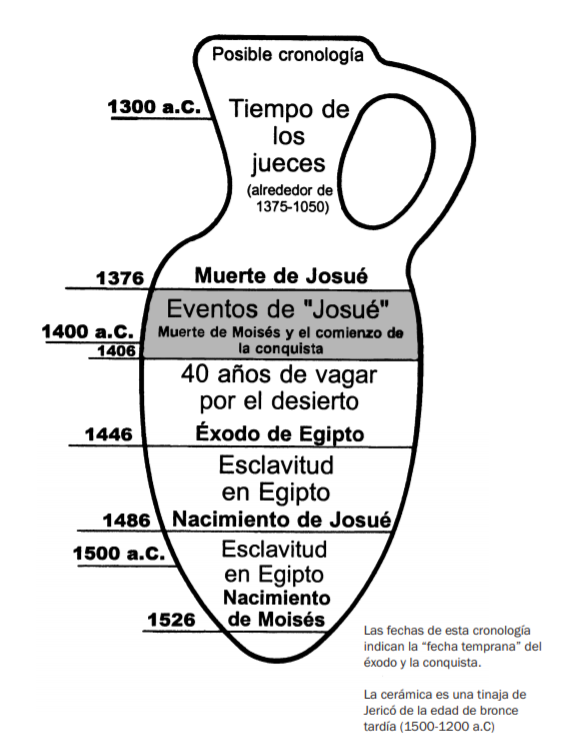 Posible cronología
1300 a.C.
Tiempo de
los
jueces
(alrededor de
1375-1050)
1376
Muerte de Josué
Eventos de "Josué"
1400 a.C.
Muerte de Moisés y el comienzo de
la conquista
1406
40 años de vagar
por el desierto
1446
Éxodo de Egipto
Esclavitud
en Egipto
1486
Nacimiento de Josué
1500 a.C.
Esclavitud
en Egipto
Nacimiento
de Moisés
1526
Las fechas de esta cronología
indican la “fecha temprana” del
éxodo y la conquista.
La cerámica es una tinaja de
Jericó de la edad de bronce
tardía (1500-1200 a.C)